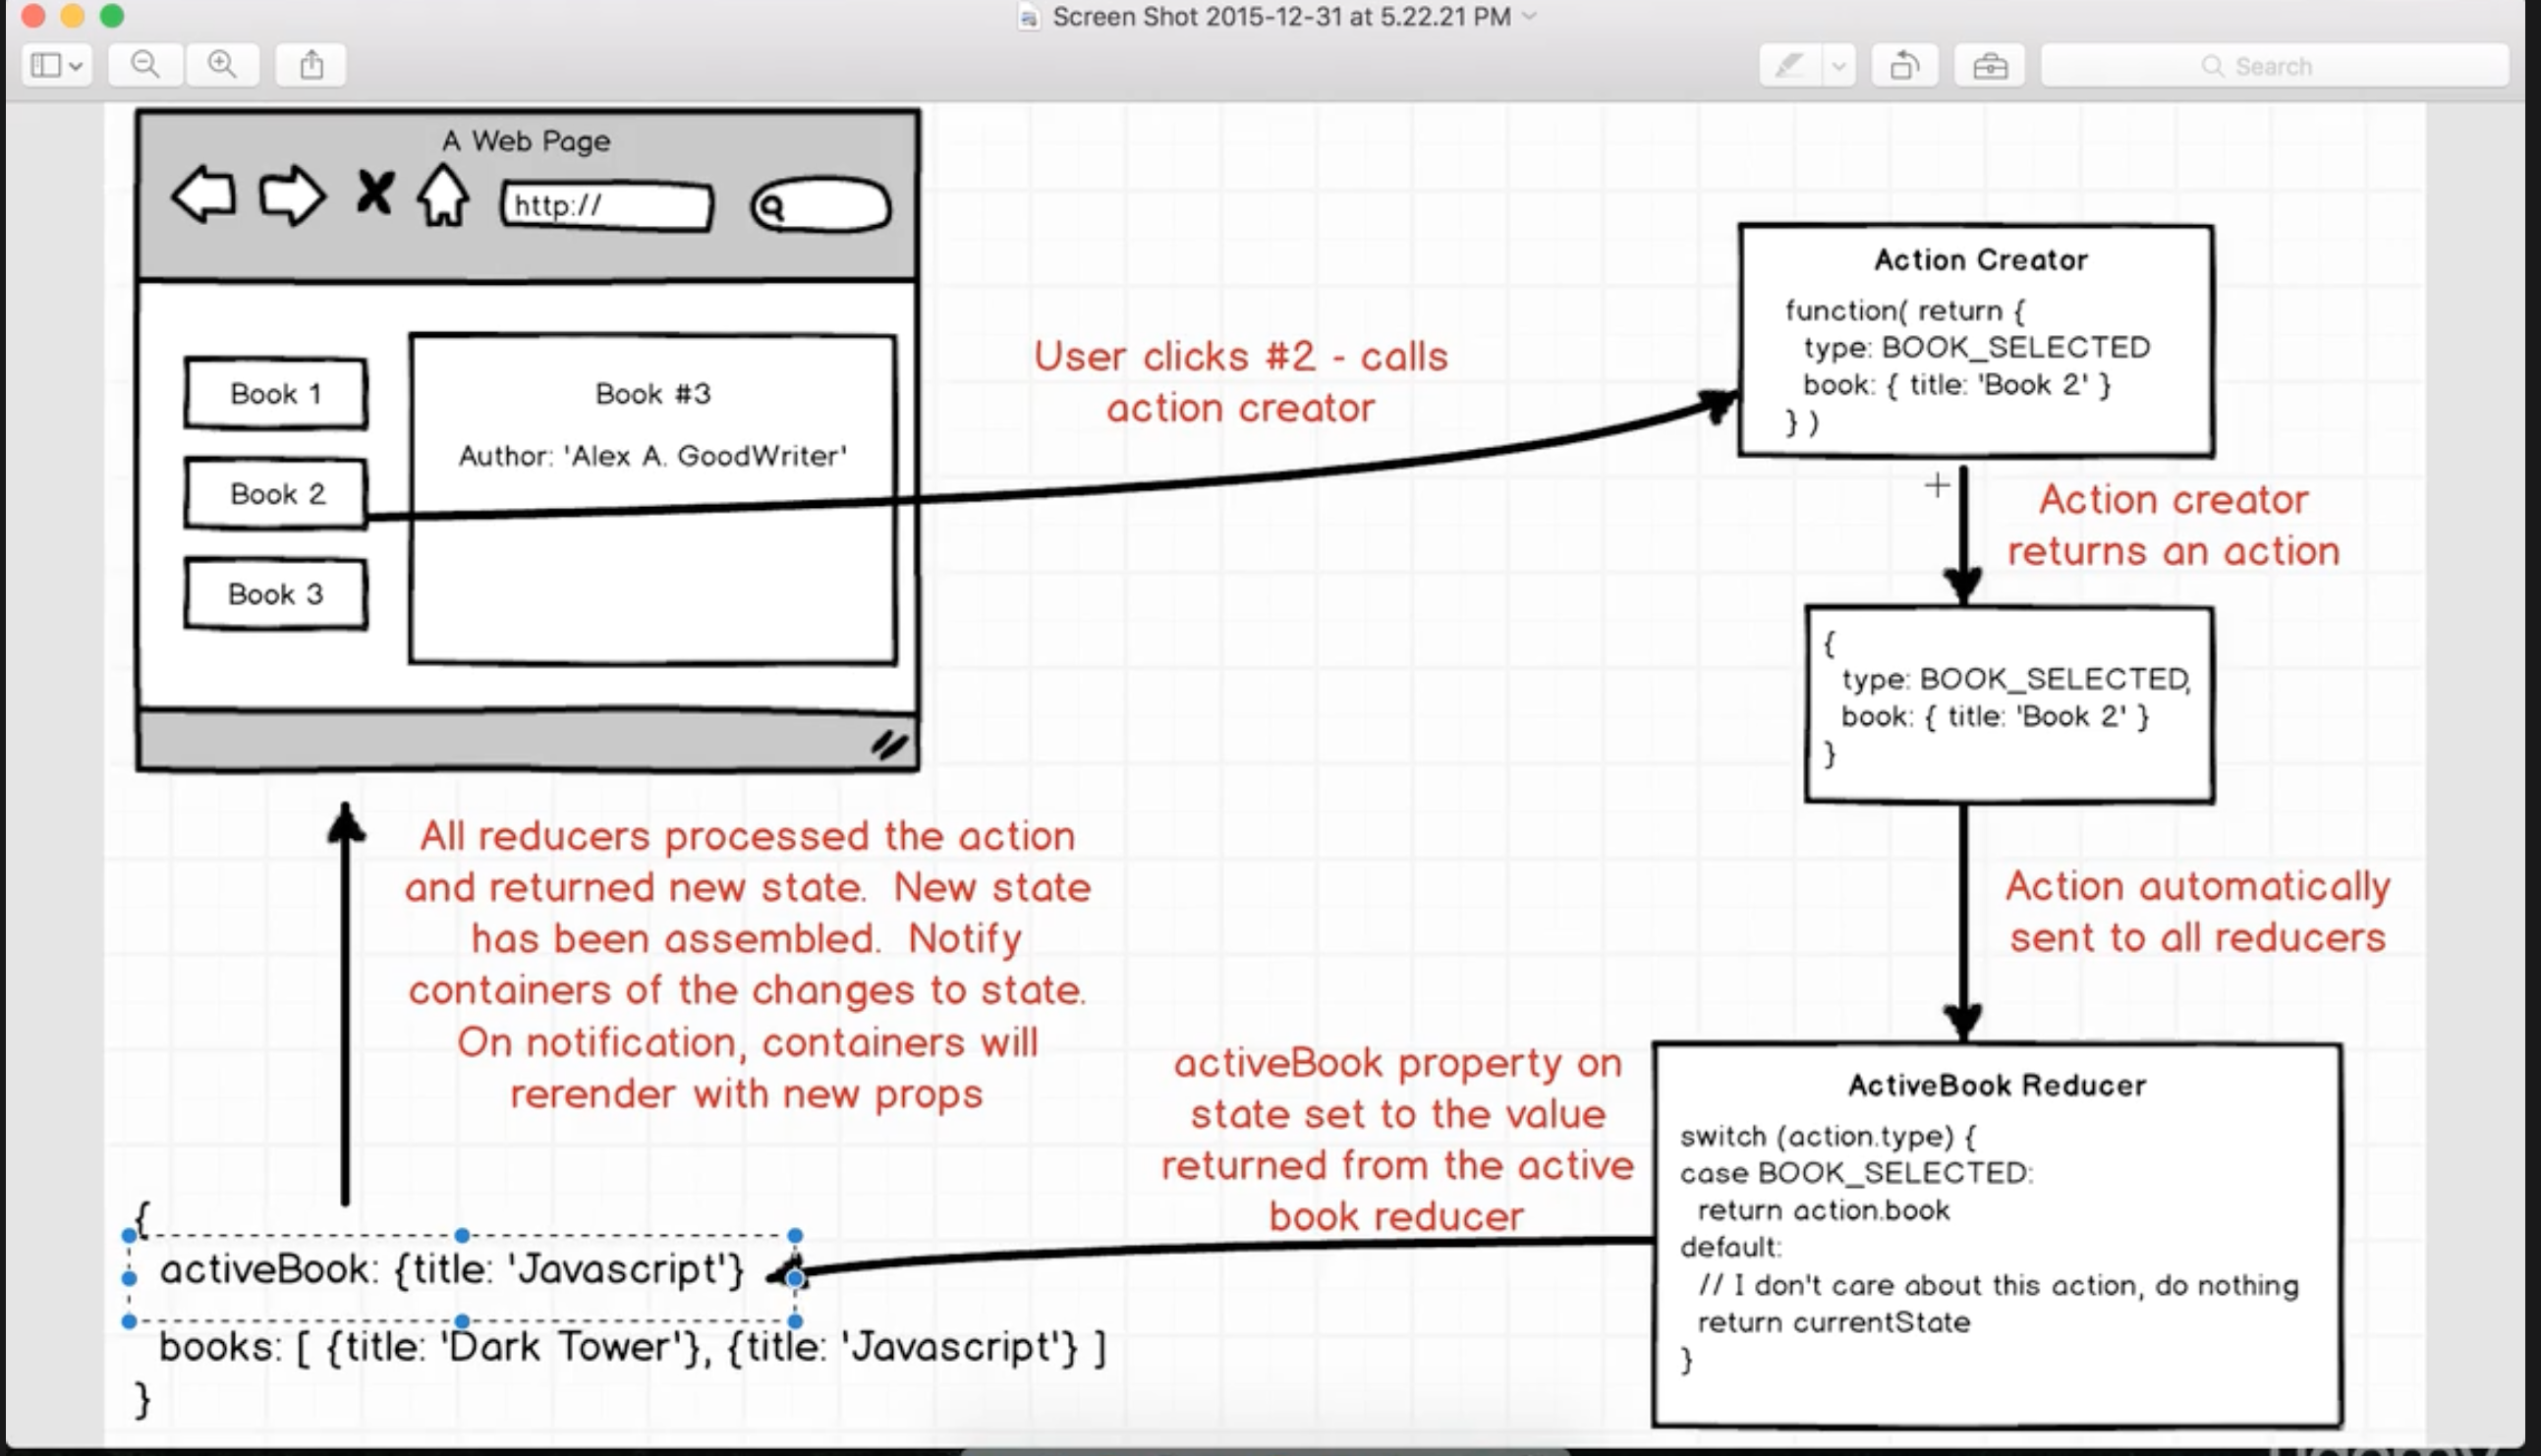 Screen Shot 2015-12-31 at 5.22.21 PM
Search
A Web Page
http://
Book 1
Book 2
Book 3
Book #3
Author: 'Alex A. GoodWriter'
User clicks #2 - calls
action creator
Action Creator
function( return {
type: BOOK_SELECTED
book: { title: 'Book 2' }
} )
Action creator
returns an action
{
type: BOOK_SELECTED,
book: { title: 'Book 2' }
}
Action automatically
sent to all reducers
ActiveBook Reducer
switch (action.type) {
case BOOK_SELECTED:
return action.book
default:
// I don't care about this action, do nothing
return currentState
}
activeBook property on
state set to the value
returned from the active
book reducer
All reducers processed the action
and returned new state.  New state
has been assembled.  Notify
containers of the changes to state.
On notification, containers will
rerender with new props
{
activeBook: {title: 'Javascript'}
books: [ {title: 'Dark Tower'}, {title: 'Javascript'} ]
}